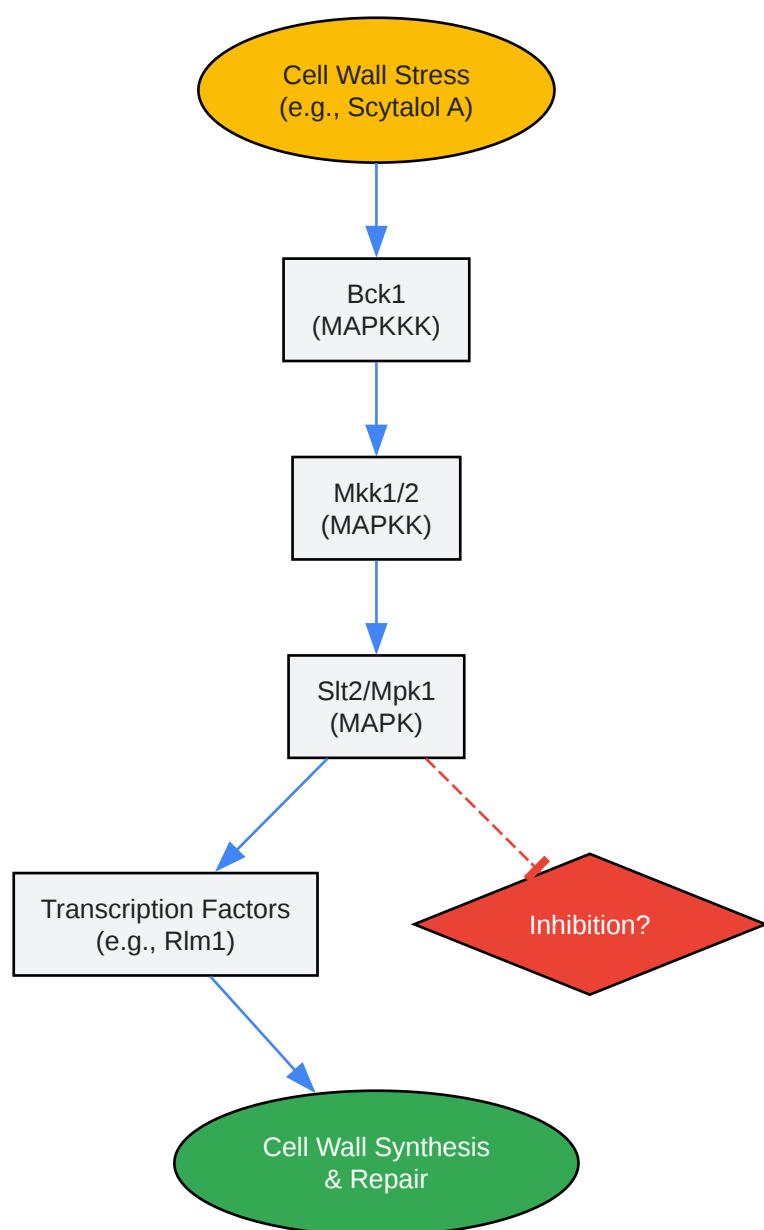 Cell Wall Stress
(e.g., Scytalol A)
Bck1
(MAPKKK)
Mkk1/2
(MAPKK)
Slt2/Mpk1
(MAPK)
Transcription Factors
(e.g., Rlm1)
Inhibition?
Cell Wall Synthesis
& Repair